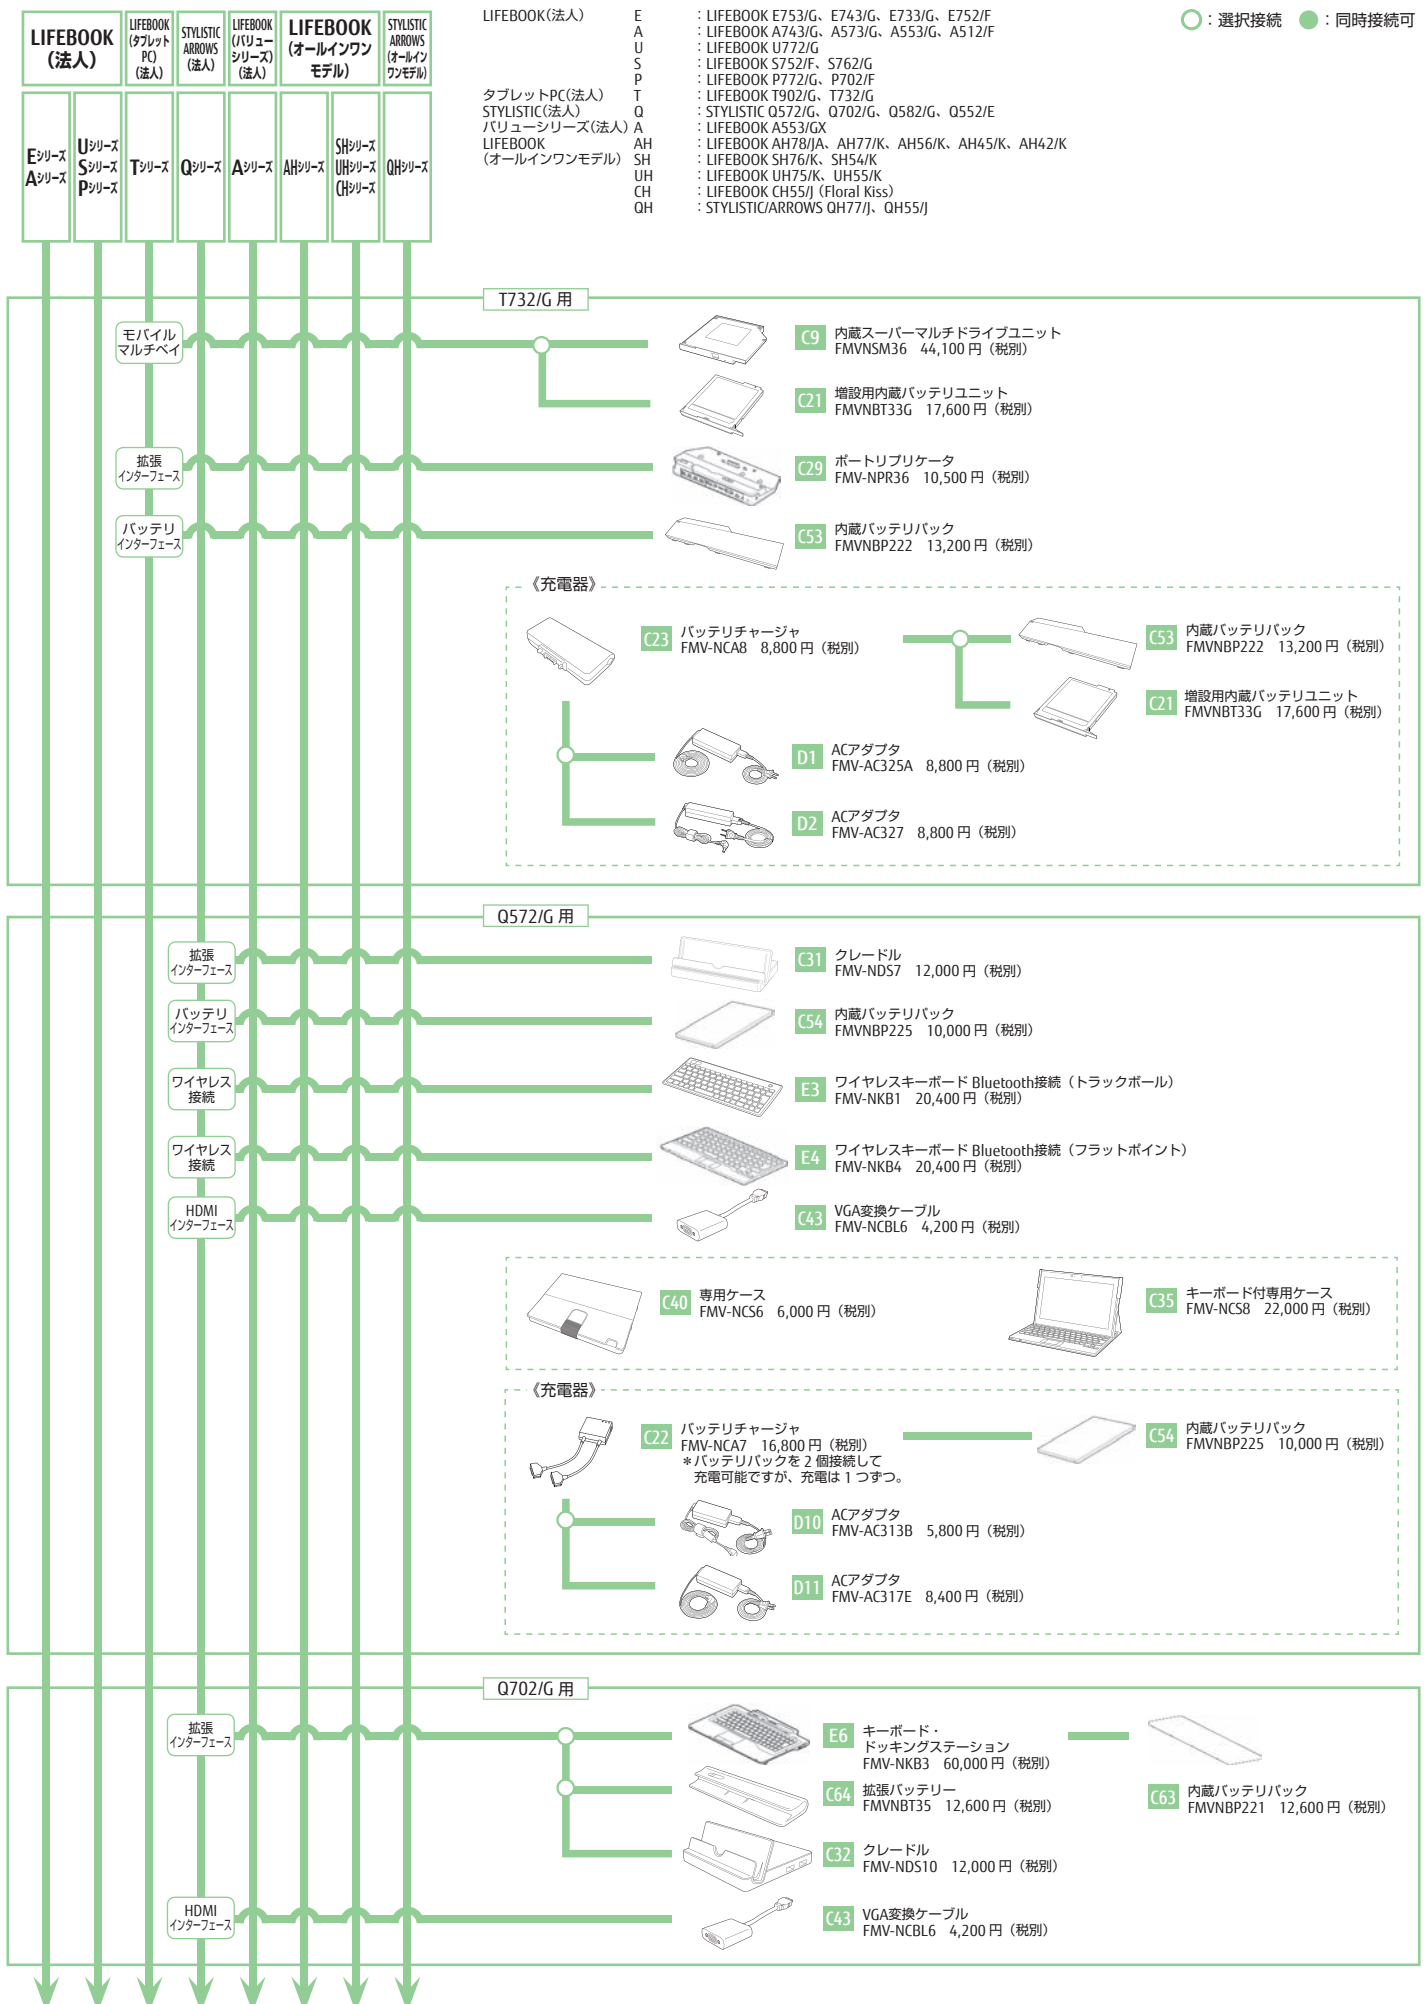 LIFEBOOK
(法人)
LIFEBOOK
(タブレット
PC)
(法人)
STYLISTIC
ARROWS
(法人)
LIFEBOOK
(バリュー
シリーズ)
(法人)
LIFEBOOK
(オールインワン
モデル)
STYLISTIC
ARROWS
(オールイン
ワンモデル)
Eシリーズ
Aシリーズ
Uシリーズ
Sシリーズ
Pシリーズ
Tシリーズ
Qシリーズ
Aシリーズ
AHシリーズ
SHシリーズ
UHシリーズ
CHシリーズ
QHシリーズ
LIFEBOOK(法人) E :LIFEBOOK E753/G、E743/G、E733/G、E752/F
A :LIFEBOOK A743/G、A573/G、A553/G、A512/F
U :LIFEBOOK U772/G
S :LIFEBOOK S752/F、S762/G
P :LIFEBOOK P772/G、P702/F
タブレットPC(法人) T :LIFEBOOK T902/G、T732/G
STYLISTIC(法人) Q :STYLISTIC Q572/G、Q702/G、Q582/G、Q552/E
バリューシリーズ(法人) A :LIFEBOOK A553/GX
LIFEBOOK AH :LIFEBOOK AH78/JA、AH77/K、AH56/K、AH45/K、AH42/K
(オールインワンモデル) SH :LIFEBOOK SH76/K、SH54/K
UH :LIFEBOOK UH75/K、UH55/K
CH :LIFEBOOK CH55/J (Floral Kiss)
QH :STYLISTIC/ARROWS QH77/J、QH55/J
:選択接続 :同時接続可
T732/G 用
モバイル
マルチベイ
C9 内蔵スーパーマルチドライブユニット
FMVNSM36 44,100 円(税別)
C21 増設用内蔵バッテリユニット
FMVNBT33G 17,600 円(税別)
拡張
インターフェース
C29 ポートリプリケータ
FMV-NPR36 10,500 円(税別)
バッテリ
インターフェース
C53 内蔵バッテリパック
FMVNBP222 13,200 円(税別)
《充電器》
C23 バッテリチャージャ
FMV-NCA8 8,800 円(税別)
C53 内蔵バッテリパック
FMVNBP222 13,200 円(税別)
C21 増設用内蔵バッテリユニット
FMVNBT33G 17,600 円(税別)
D1 ACアダプタ
FMV-AC325A 8,800 円(税別)
D2 ACアダプタ
FMV-AC327 8,800 円(税別)
Q572/G 用
拡張
インターフェース
C31 クレードル
FMV-NDS7 12,000 円(税別)
バッテリ
インターフェース
C54 内蔵バッテリパック
FMVNBP225 10,000 円(税別)
ワイヤレス
接続
E3 ワイヤレスキーボード Bluetooth接続(トラックボール)
FMV-NKB1 20,400 円(税別)
ワイヤレス
接続
E4 ワイヤレスキーボード Bluetooth接続(フラットポイント)
FMV-NKB4 20,400 円(税別)
HDMI
インターフェース
C43 VGA変換ケーブル
FMV-NCBL6 4,200 円(税別)
C40 専用ケース
FMV-NCS6 6,000 円(税別)
C35 キーボード付専用ケース
FMV-NCS8 22,000 円(税別)
《充電器》
C22 バッテリチャージャ
FMV-NCA7 16,800 円(税別)
*バッテリパックを 2 個接続して
充電可能ですが、充電は 1 つずつ。
C54 内蔵バッテリパック
FMVNBP225 10,000 円(税別)
D10 ACアダプタ
FMV-AC313B 5,800 円(税別)
D11 ACアダプタ
FMV-AC317E 8,400 円(税別)
Q702/G 用
拡張
インターフェース
E6 キーボード・
ドッキングステーション
FMV-NKB3 60,000 円(税別)
C64 拡張バッテリー
FMVNBT35 12,600 円(税別)
C63 内蔵バッテリパック
FMVNBP221 12,600 円(税別)
C32 クレードル
FMV-NDS10 12,000 円(税別)
HDMI
インターフェース
C43 VGA変換ケーブル
FMV-NCBL6 4,200 円(税別)